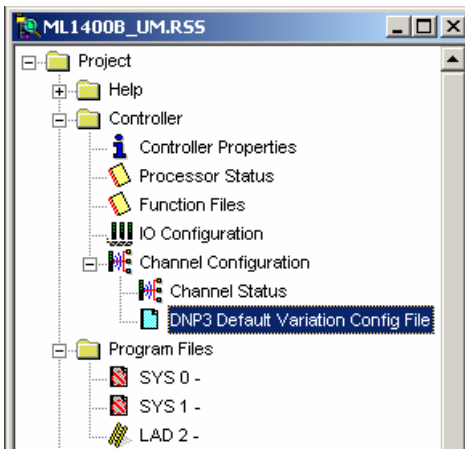 ML1400B_UM.RSS
Project
Help
Controller
Controller Properties
Processor Status
Function Files
IO Configuration
Channel Configuration
Channel Status
DNP3 Default Variation Config File
Program Files
SYS 0 -
SYS 1 -
LAD 2 -